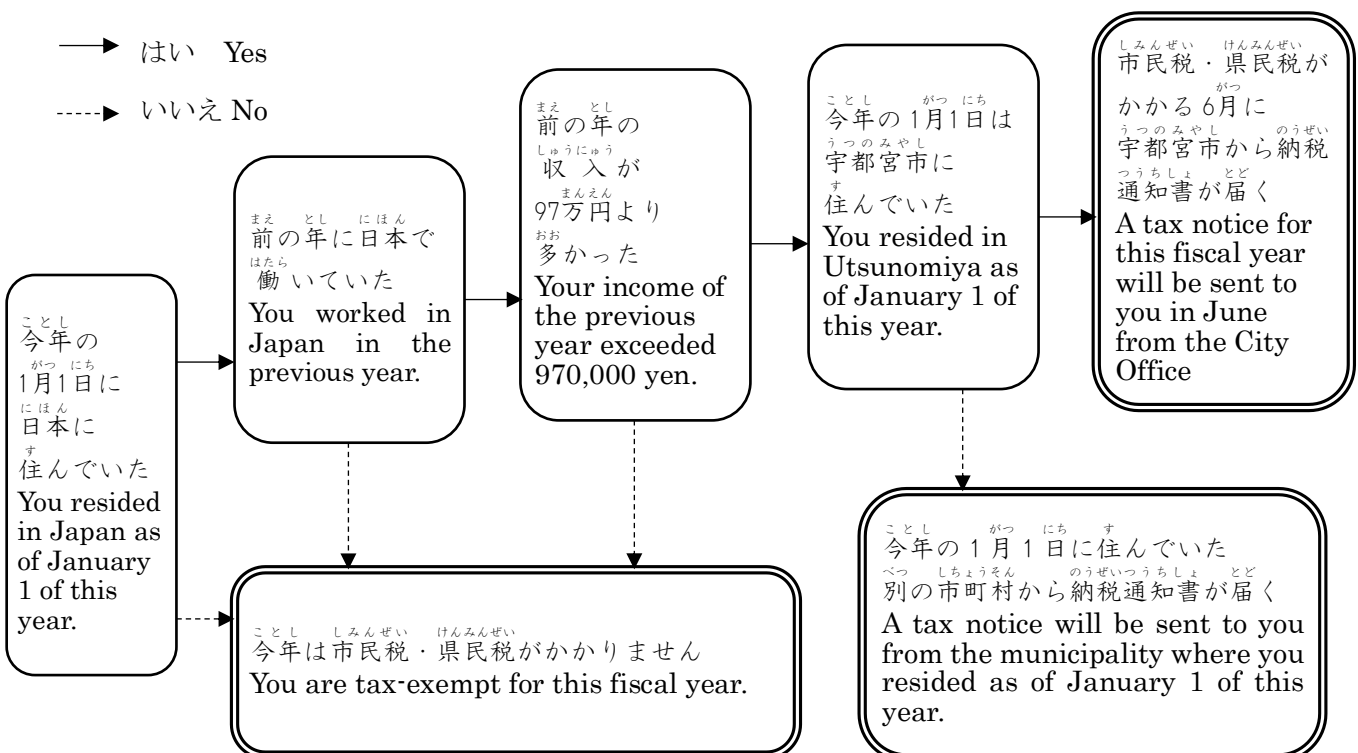 はい Yes
いいえ No
今年の
1月1日に
日本に
住んでいた
You resided
in Japan as
of January
1 of this
year.
前の年に日本で
働いていた
You worked in
Japan in the
previous year.
前の年の
収入が
97万円より
多かった
Your income of
the previous
year exceeded
970,000 yen.
今年の1月1日は
宇都宮市に
住んでいた
You resided in
Utsunomiya as
of January 1 of
this year.
市民税・県民税が
かかる6月に
宇都宮市から納税
通知書が届く
A tax notice for
this fiscal year
will be sent to
you in June
from the City
Office
今年は市民税・県民税がかかりません
You are tax-exempt for this fiscal year.
今年の1月1日に住んでいた
別の市町村から納税通知書が届く
A tax notice will be sent to you
from the municipality where you
resided as of January 1 of this
year.